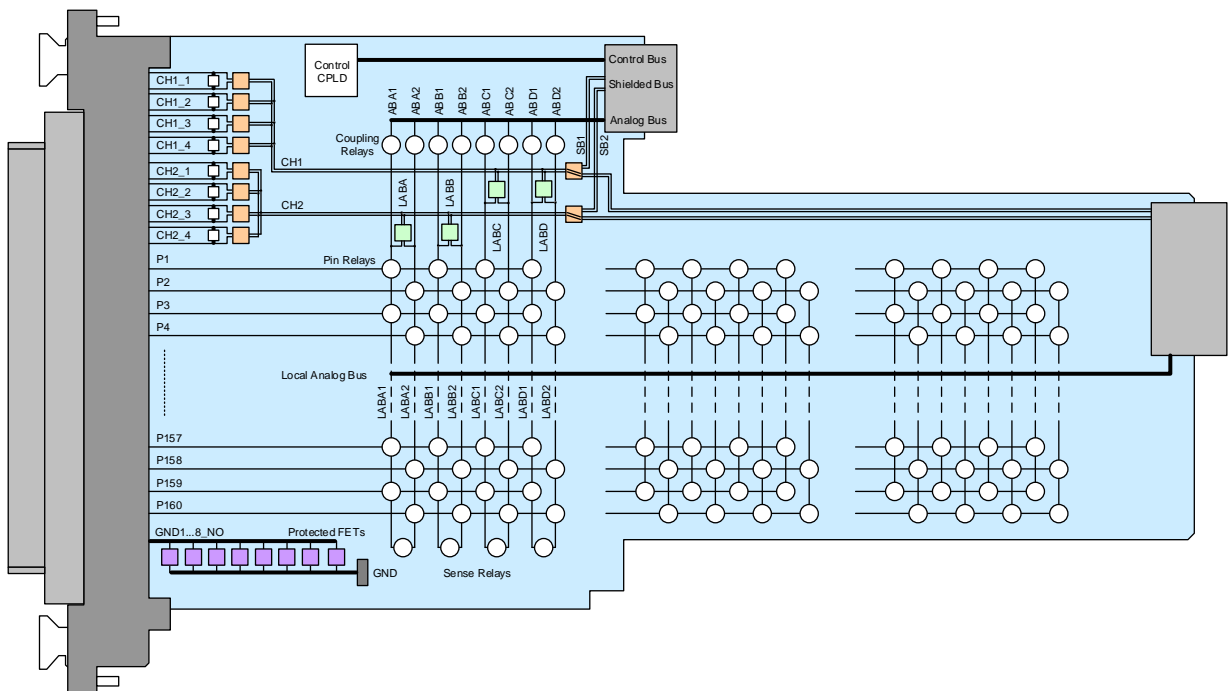 Control
CPLD
Control Bus
Shielded Bus
Analog Bus
CH1_1
CH1_2
CH1_3
CH1_4
CH2_1
CH2_2
CH2_3
CH2_4
ABA1
ABA2
ABB1
ABB2
ABC1
ABC2
ABD1
ABD2
Coupling
Relays
SB1
SB2
CH1
CH2
LABA
LABB
LABC
LABD
P1
Pin Relays
P2
P3
P4
Local Analog Bus
LABA1
LABA2
LABB1
LABB2
LABC1
LABC2
LABD1
LABD2
P157
P158
P159
P160
GND1...8_NO
Protected FETs
GND
Sense Relays